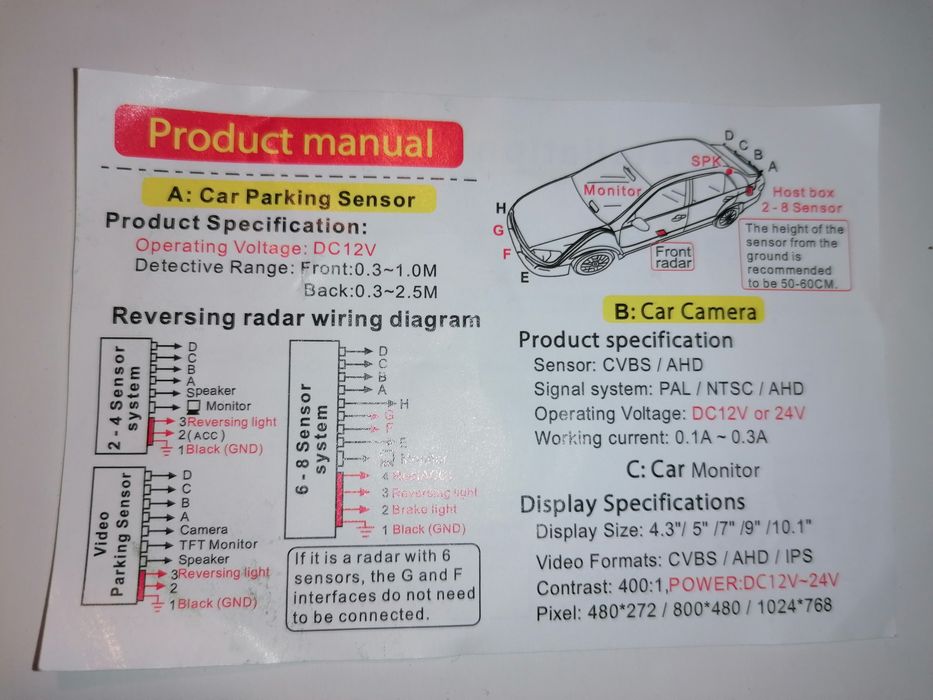 Product manual
A: Car Parking Sensor
Product Specification:
Operating Voltage: DC12V
Detective Range: Front:0.3~1.0M
Back:0.3~2.5M
Reversing radar wiring diagram
2 - 4 Sensor
system
D
C
B
A
Speaker
Monitor
3 Reversing light
2 (ACC)
1 Black (GND)
Video
Parking Sensor
D
C
B
A
Camera
TFT Monitor
Speaker
3 Reversing light
2
1 Black (GND)
6 - 8 Sensor
system
D
C
B
A
H
G
F
E
Monitor
4
3 Reversing light
2 Brake light
1 Black (GND)
If it is a radar with 6
sensors, the G and F
interfaces do not need
to be connected.
D
C
B
A
SPK
Monitor
Host box
2 - 8 Sensor
H
G
F
E
Front
radar
The height of the
sensor from the
ground is
recommended
to be 50-60CM.
B: Car Camera
Product specification
Sensor: CVBS / AHD
Signal system: PAL / NTSC / AHD
Operating Voltage: DC12V or 24V
Working current: 0.1A ~ 0.3A
C: Car Monitor
Display Specifications
Display Size: 4.3"/ 5" /7" /9" /10.1"
Video Formats: CVBS / AHD / IPS
Contrast: 400:1,POWER:DC12V~24V
Pixel: 480*272 / 800*480 / 1024*768